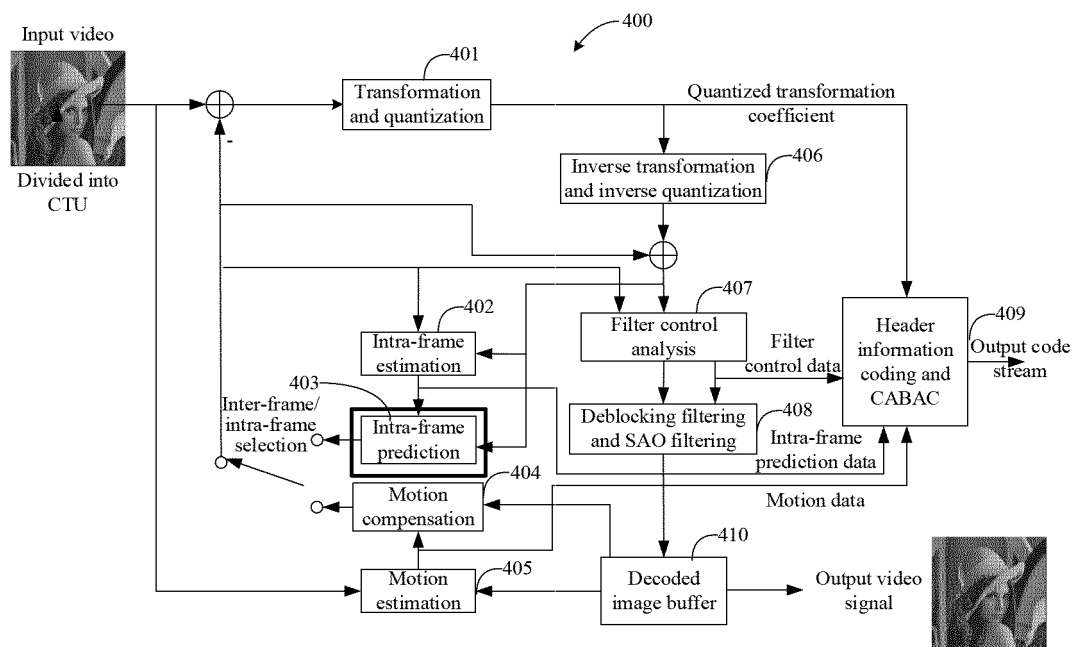 Input video
400
401
Transformation
and quantization
Quantized transformation
coefficient
-
Divided into
CTU
Inverse transformation
and inverse quantization
406
402
407
Intra-frame
estimation
Filter control
analysis
Header
information
coding and
CABAC
409
Output code
stream
Filter
control data
403
Inter-frame/
intra-frame
selection
Intra-frame
prediction
Deblocking filtering
and SAO filtering
408
Intra-frame
prediction data
404
Motion
compensation
Motion data
410
405
Motion
estimation
Decoded
image buffer
Output video
signal